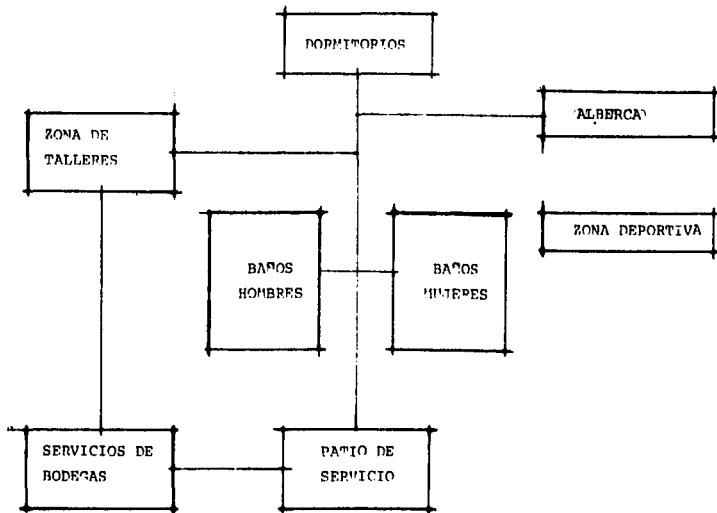 DORMITORIOS
ALBERCA
ZONA DE
TALLERES
ZONA DEPORTIVA
BAÑOS
HOMBRES
BAÑOS
MUJERES
SERVICIOS DE
BODEGAS
PATIO DE
SERVICIO